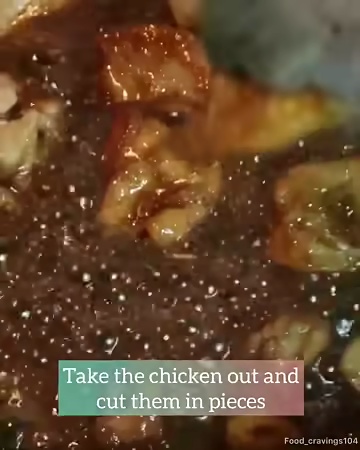 Take the chicken out and
cut them in pieces
Food_cravings104